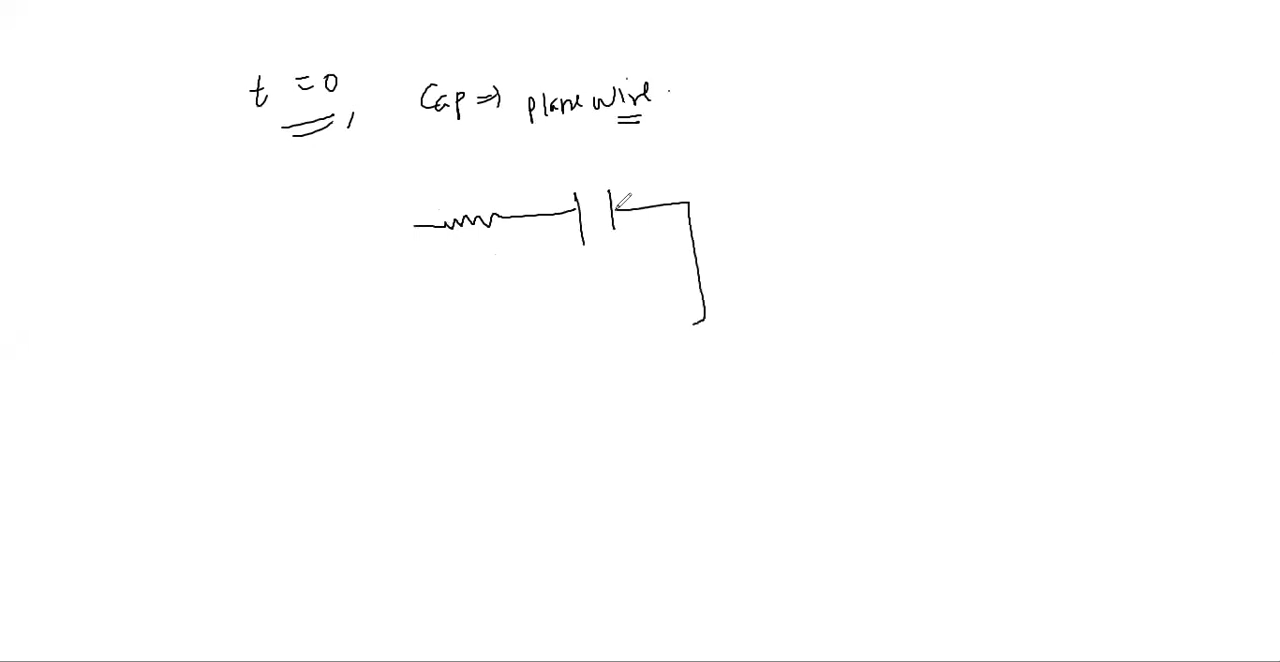 t = 0, Cap ⇒ plane wire.